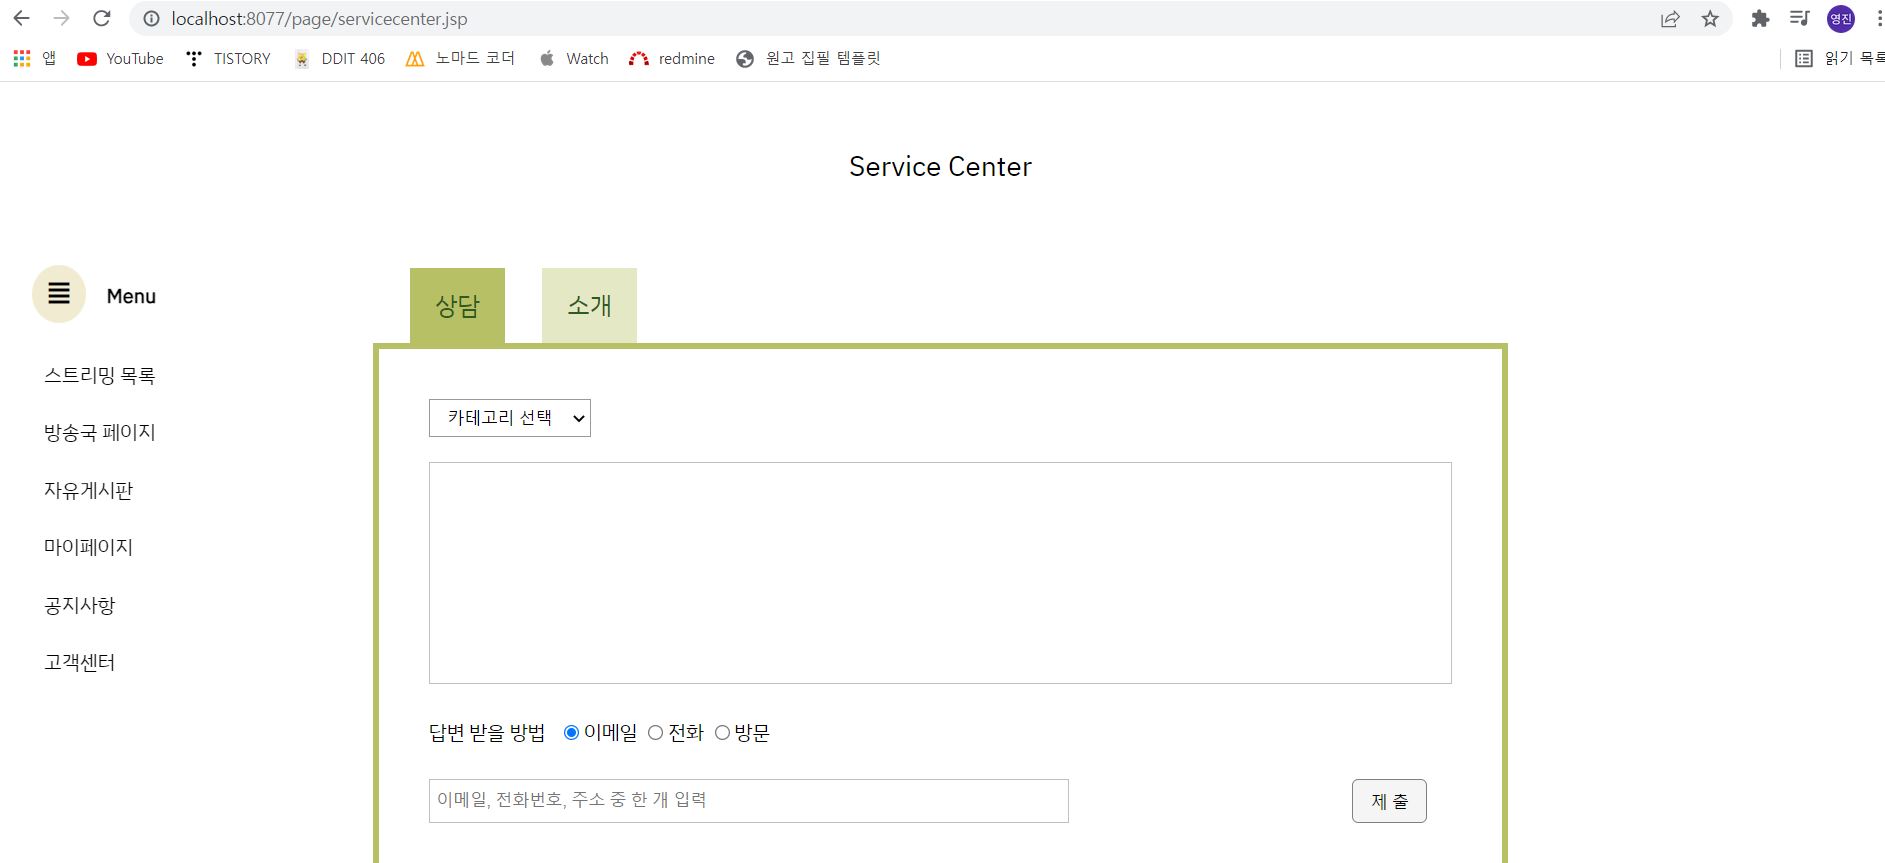 localhost:8077/page/servicecenter.jsp
영진
앱 YouTube TISTORY DDIT 406 노마드 코더 Watch redmine 원고 집필 템플릿 읽기 목록
Service Center
Menu
스트리밍 목록
방송국 페이지
자유게시판
마이페이지
공지사항
고객센터
상담 소개
카테고리 선택
답변 받을 방법 이메일 전화 방문
이메일, 전화번호, 주소 중 한 개 입력
제 출